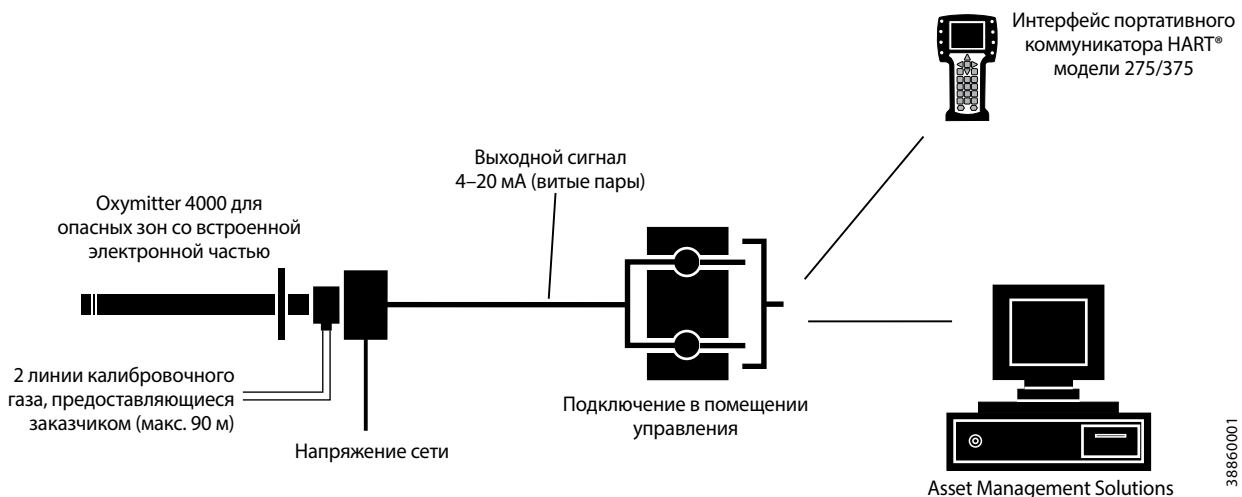 Интерфейс портативного
коммуникатора HART®
модели 275/375
Выходной сигнал
4–20 мА (витые пары)
Oxymitter 4000 для
опасных зон со встроенной
электронной частью
2 линии калибровочного
газа, предоставляющиеся
заказчиком (макс. 90 м)
Напряжение сети
Подключение в помещении
управления
Asset Management Solutions
38860001